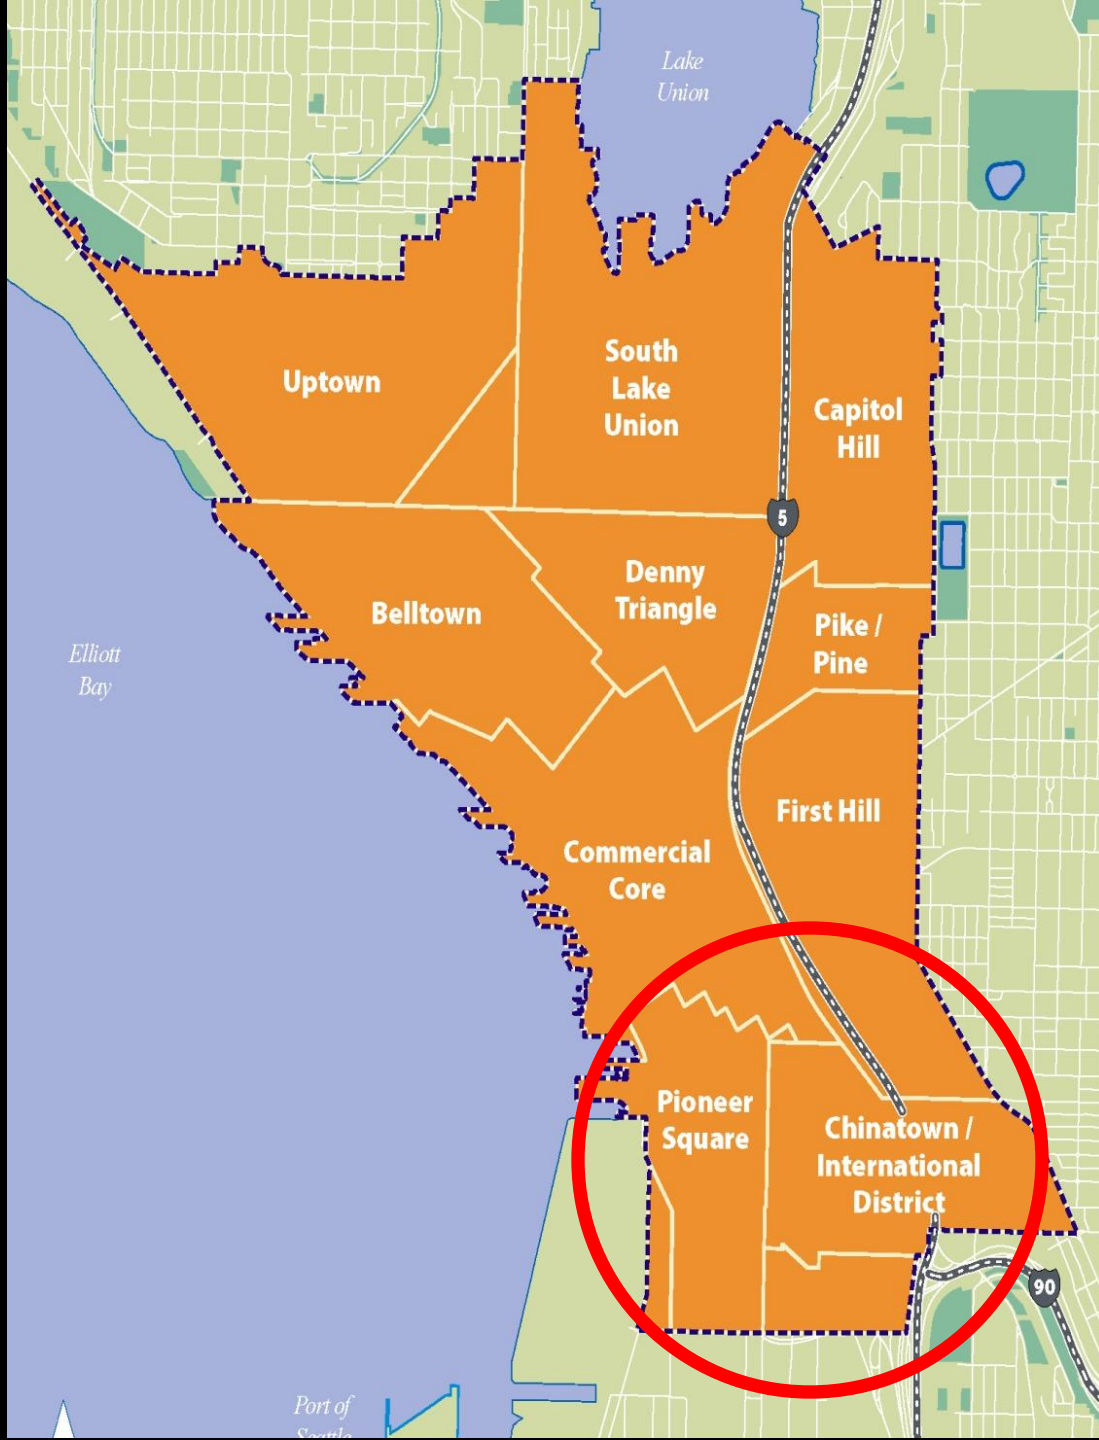 Lake
Union
Uptown
South
Lake
Union
Capitol
Hill
5
Denny
Triangle
Belltown
Pike /
Pine
Elliott
Bay
First Hill
Commercial
Core
Pioneer
Square
Chinatown /
International
District
90
Port of
Seattle